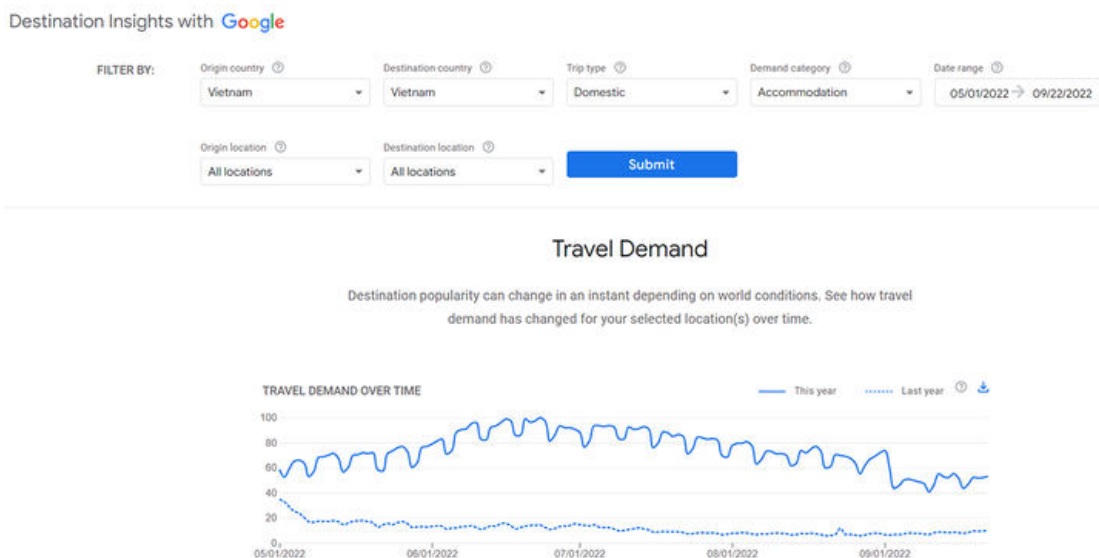 Destination Insights with Google
FILTER BY:
Origin country
Destination country
Trip type
Demand category
Date range
Vietnam
Vietnam
Domestic
Accommodation
05/01/2022 → 09/22/2022
Origin location
Destination location
All locations
All locations
Submit
Travel Demand
Destination popularity can change in an instant depending on world conditions. See how travel
demand has changed for your selected location(s) over time.
TRAVEL DEMAND OVER TIME
This year
Last year
100
80
60
40
20
0
05/01/2022
06/01/2022
07/01/2022
08/01/2022
09/01/2022